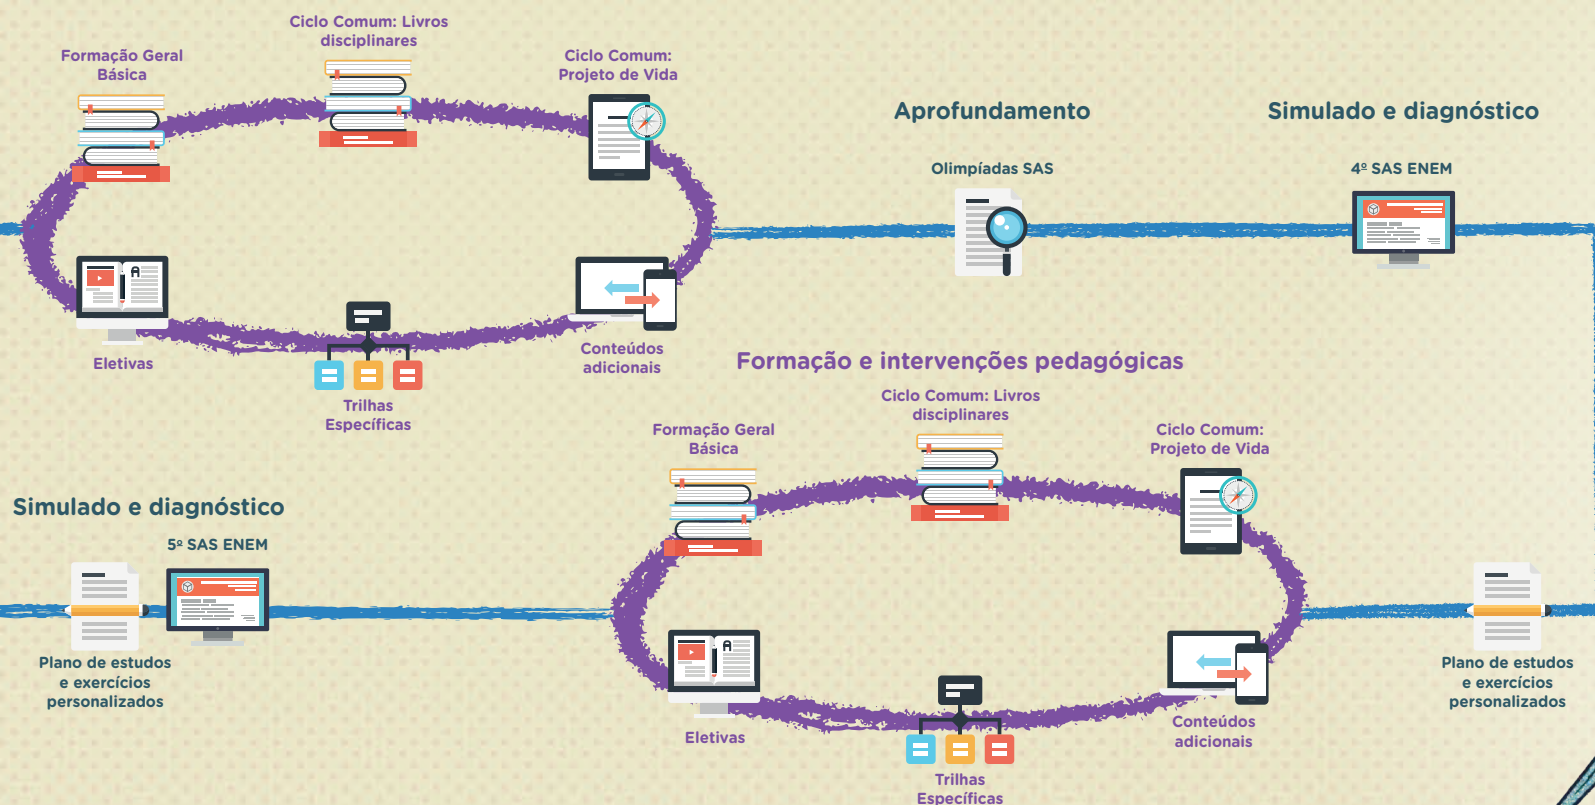 Ciclo Comum: Livros
disciplinares
Formação Geral
Básica
Ciclo Comum:
Projeto de Vida
Aprofundamento
Simulado e diagnóstico
Olimpíadas SAS
4º SAS ENEM
Eletivas
Trilhas
Específicas
Conteúdos
adicionais
Formação e intervenções pedagógicas
Ciclo Comum: Livros
disciplinares
Formação Geral
Básica
Ciclo Comum:
Projeto de Vida
Simulado e diagnóstico
5º SAS ENEM
Plano de estudos
e exercícios
personalizados
Eletivas
Trilhas
Específicas
Conteúdos
adicionais
Plano de estudos
e exercícios
personalizados